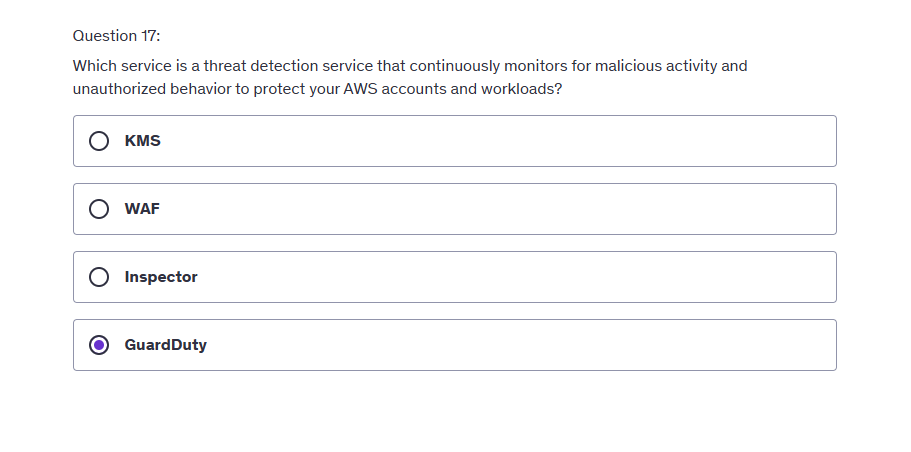 Question 17:
Which service is a threat detection service that continuously monitors for malicious activity and
unauthorized behavior to protect your AWS accounts and workloads?
KMS
WAF
Inspector
GuardDuty